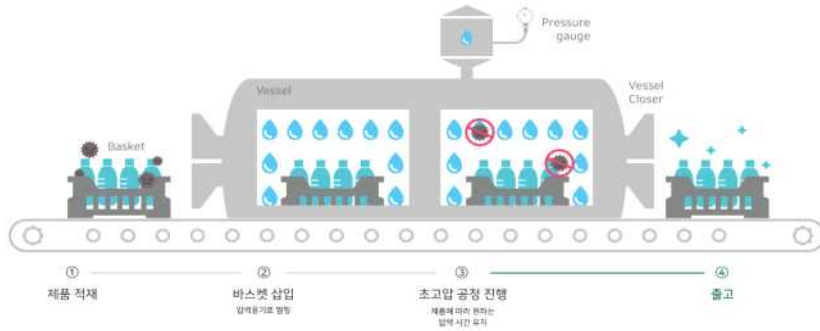 Pressure
gauge
Vessel
Vessel
Closer
Basket
① ② ③ ④
제품 적재 바스켓 삽입 초고압 공정 진행 출고
압력용기로 행정 제품에 따라 원하는
압력 시간 유지